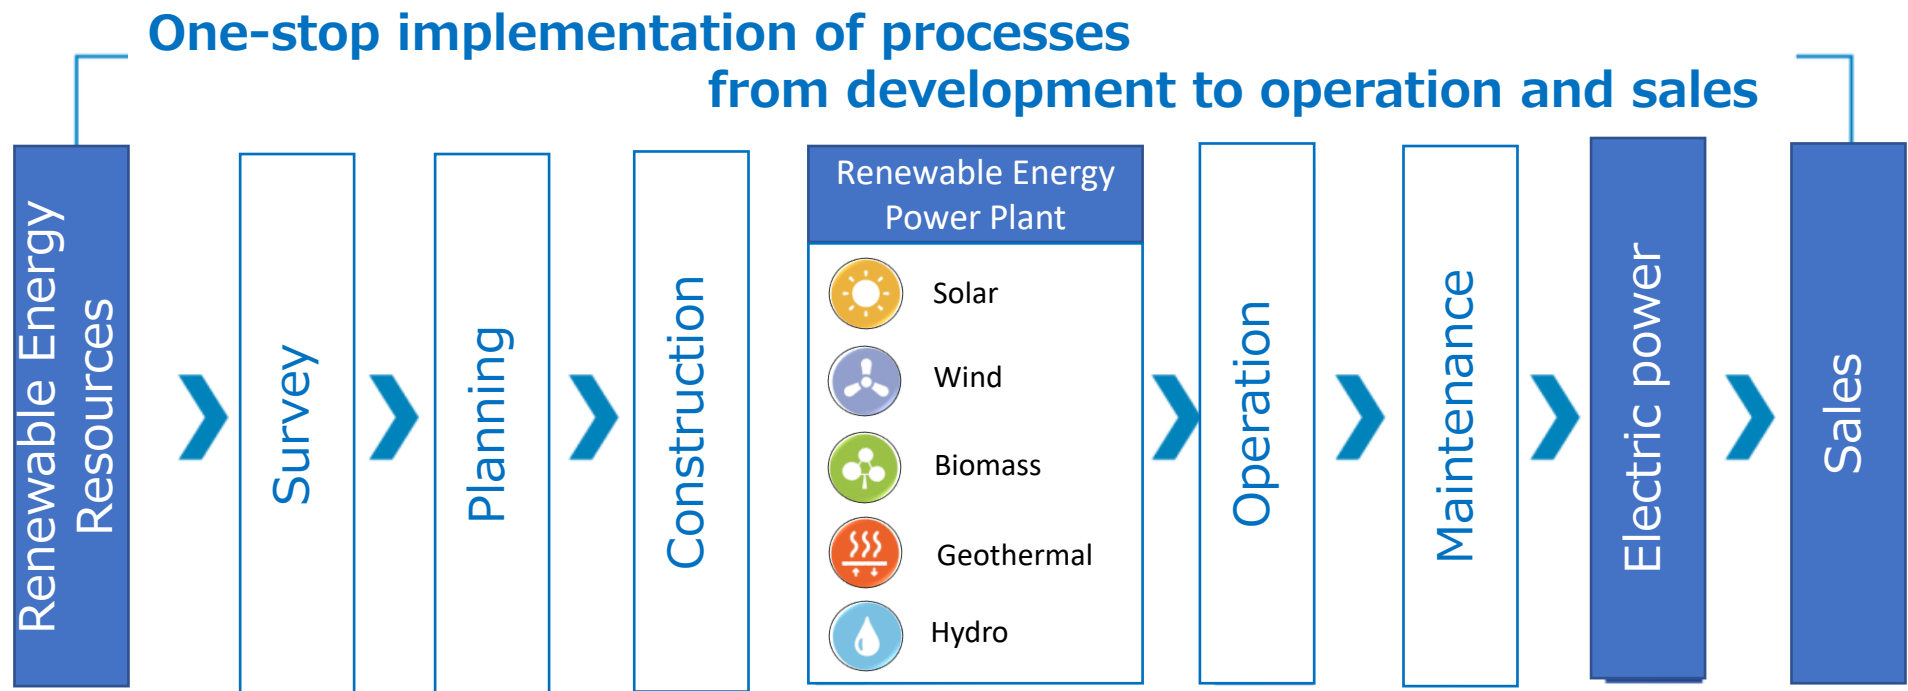 One-stop implementation of processes
from development to operation and sales
Renewable Energy
Resources
Survey
Planning
Construction
Renewable Energy
Power Plant
Solar
Wind
Biomass
Geothermal
Hydro
Operation
Maintenance
Electric power
Sales